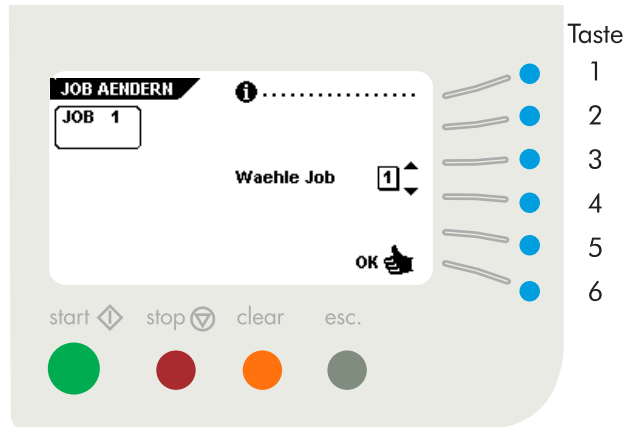 Taste
JOB AENDERN
i ..................
1
JOB 1
2
3
Waehle Job 1
4
5
OK
6
start stop clear esc.